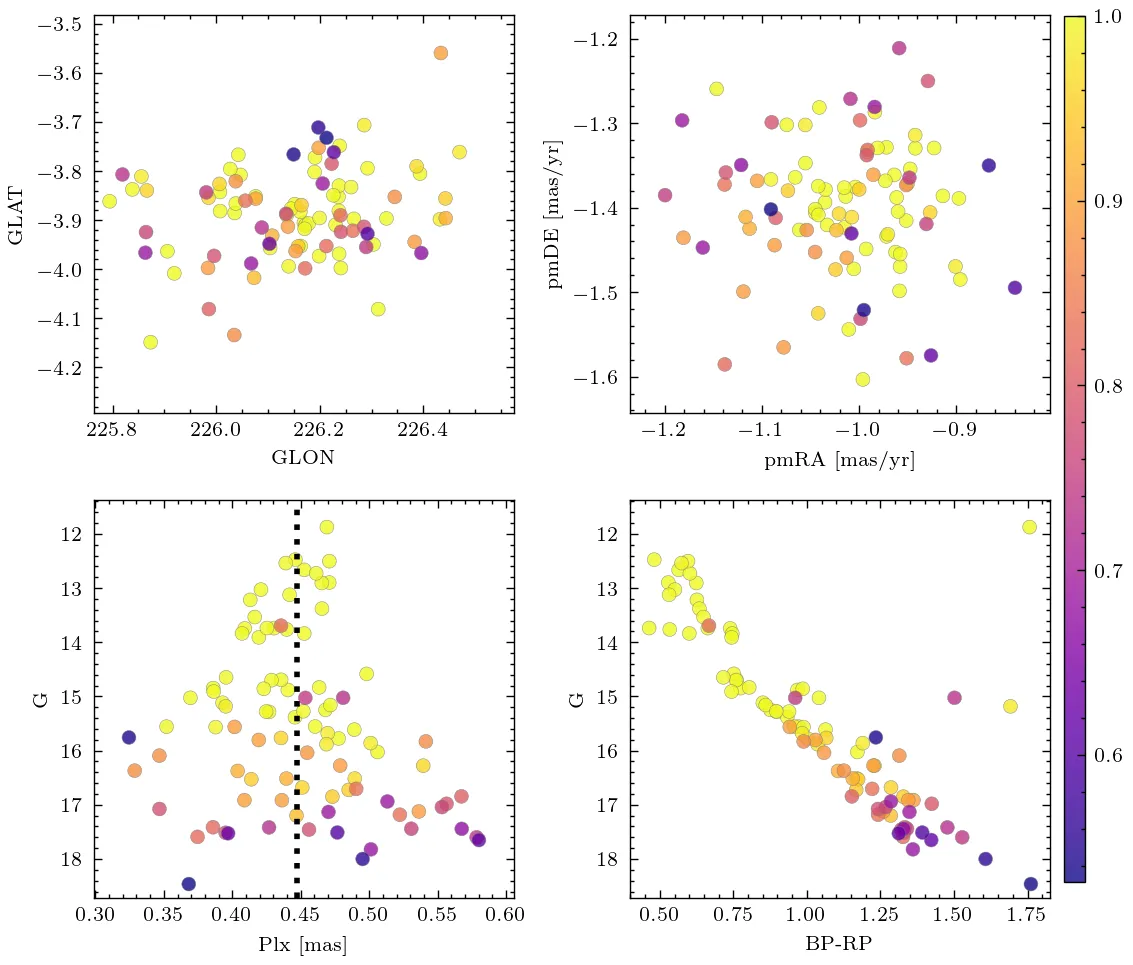 −3.5
−3.6
−3.7
−3.8
−3.9
−4.0
−4.1
−4.2
GLAT
225.8 226.0 226.2 226.4
GLON
−1.2
−1.3
−1.4
−1.5
−1.6
pmDE [mas/yr]
−1.2 −1.1 −1.0 −0.9
pmRA [mas/yr]
1.0
0.9
0.8
0.7
0.6
12
13
14
15
16
17
18
G
0.30 0.35 0.40 0.45 0.50 0.55 0.60
Plx [mas]
12
13
14
15
16
17
18
G
0.50 0.75 1.00 1.25 1.50 1.75
BP-RP